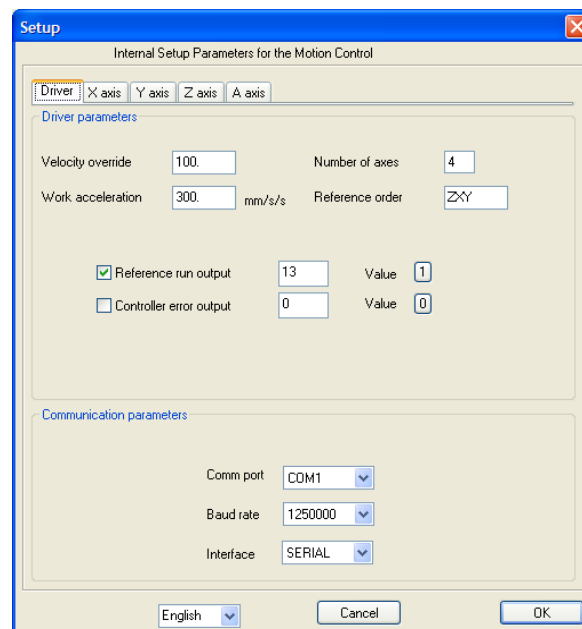 Setup
Internal Setup Parameters for the Motion Control
Driver X axis Y axis Z axis A axis
Driver parameters
Velocity override 100. Number of axes 4
Work acceleration 300. mm/s/s Reference order ZXY
Reference run output 13 Value 1
Controller error output 0 Value 0
Communication parameters
Comm port COM1
Baud rate 1250000
Interface SERIAL
English Cancel OK